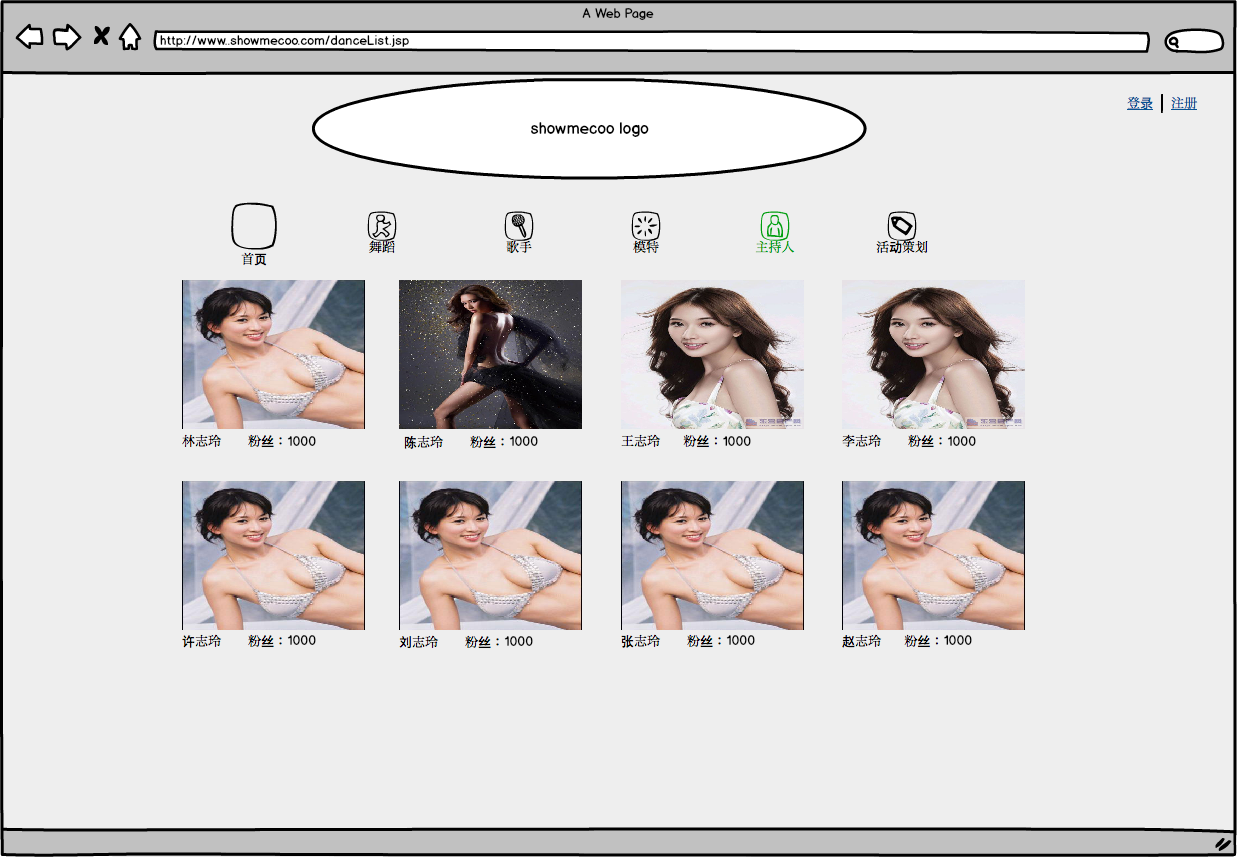 A Web Page
http://www.showmecoo.com/danceList.jsp
登录 | 注册
showmecoo logo
首页 舞蹈 歌手 模特 主持人 活动策划
林志玲 粉丝：1000 陈志玲 粉丝：1000 王志玲 粉丝：1000 李志玲 粉丝：1000
许志玲 粉丝：1000 刘志玲 粉丝：1000 张志玲 粉丝：1000 赵志玲 粉丝：1000